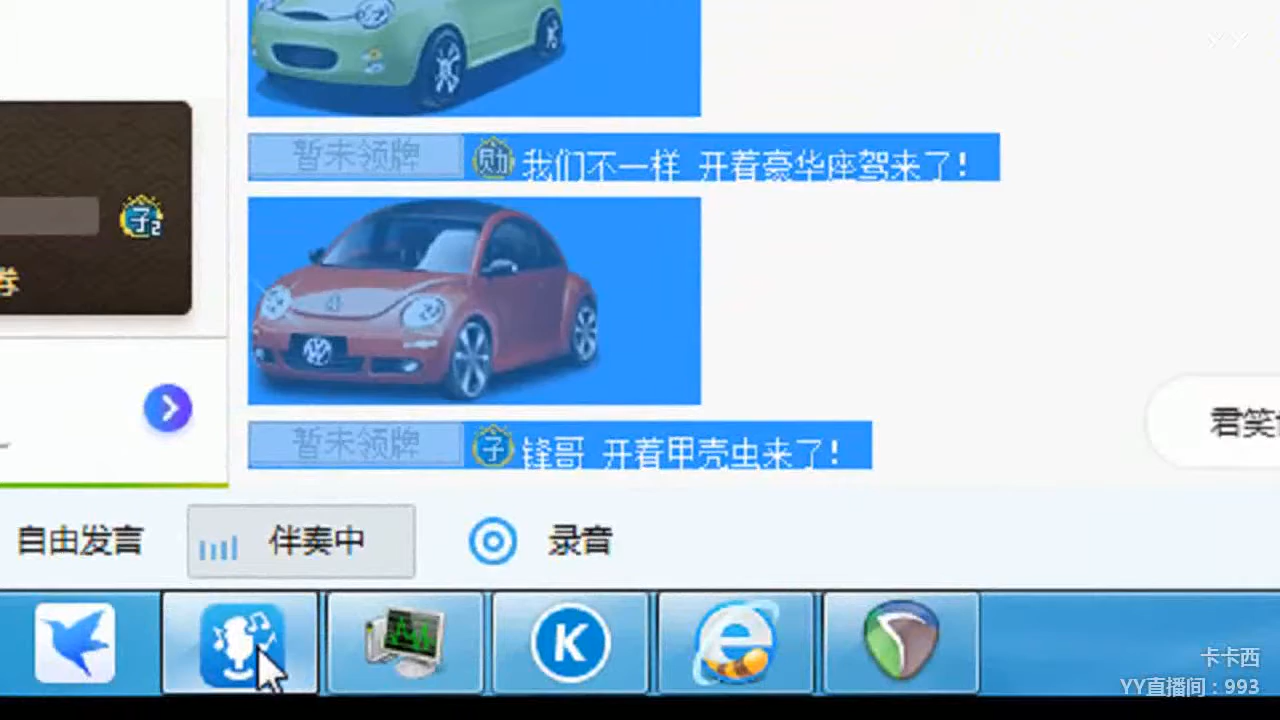 暂未领牌 勋 我们不一样 开着豪华座驾来了！
子2
券
暂未领牌 子 锋哥 开着甲壳虫来了！
君笑
自由发言 伴奏中 录音
K
卡卡西
YY直播间：993